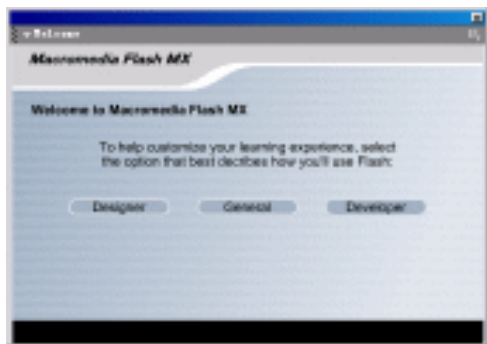 Welcome
Macromedia Flash MX
Welcome to Macromedia Flash MX
To help customize your learning experience, select
the option that best decribes how you'll use Flash:
Designer General Developer